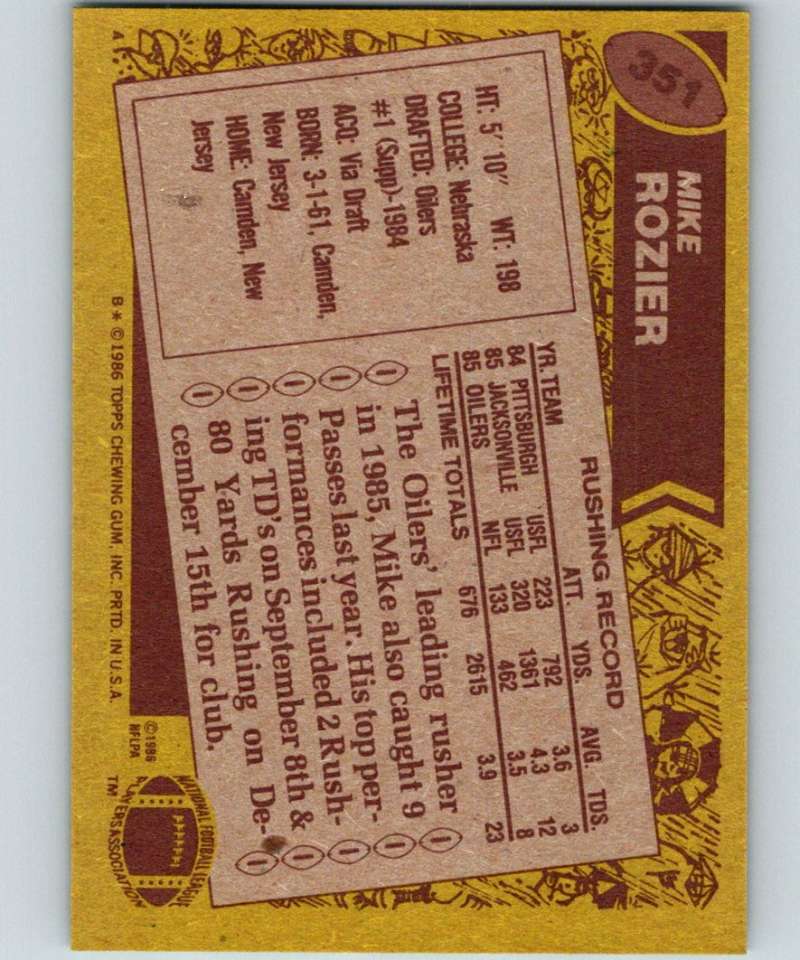 351
MIKE
ROZIER
HT: 5' 10" WT: 198
COLLEGE: Nebraska
DRAFTED: Oilers
#1 (Supp)-1984
ACQ: Via Draft
BORN: 3-1-61, Camden,
New Jersey
HOME: Camden, New
Jersey
RUSHING RECORD
YR. TEAM ATT. YDS. AVG. TDS.
84 PITTSBURGH USFL 223 792 3.6 3
85 JACKSONVILLE USFL 320 1361 4.3 12
85 OILERS NFL 133 462 3.5 8
LIFETIME TOTALS 676 2615 3.9 23
The Oilers' leading rusher
in 1985, Mike also caught 9
Passes last year. His top per-
formances included 2 Rush-
ing TD's on September 8th &
80 Yards Rushing on De-
cember 15th for club.
4
B * © 1986 TOPPS CHEWING GUM, INC. PRTD. IN U.S.A.
© 1986
NFLPA
NATIONAL FOOTBALL LEAGUE
PLAYERS ASSOCIATION
TM